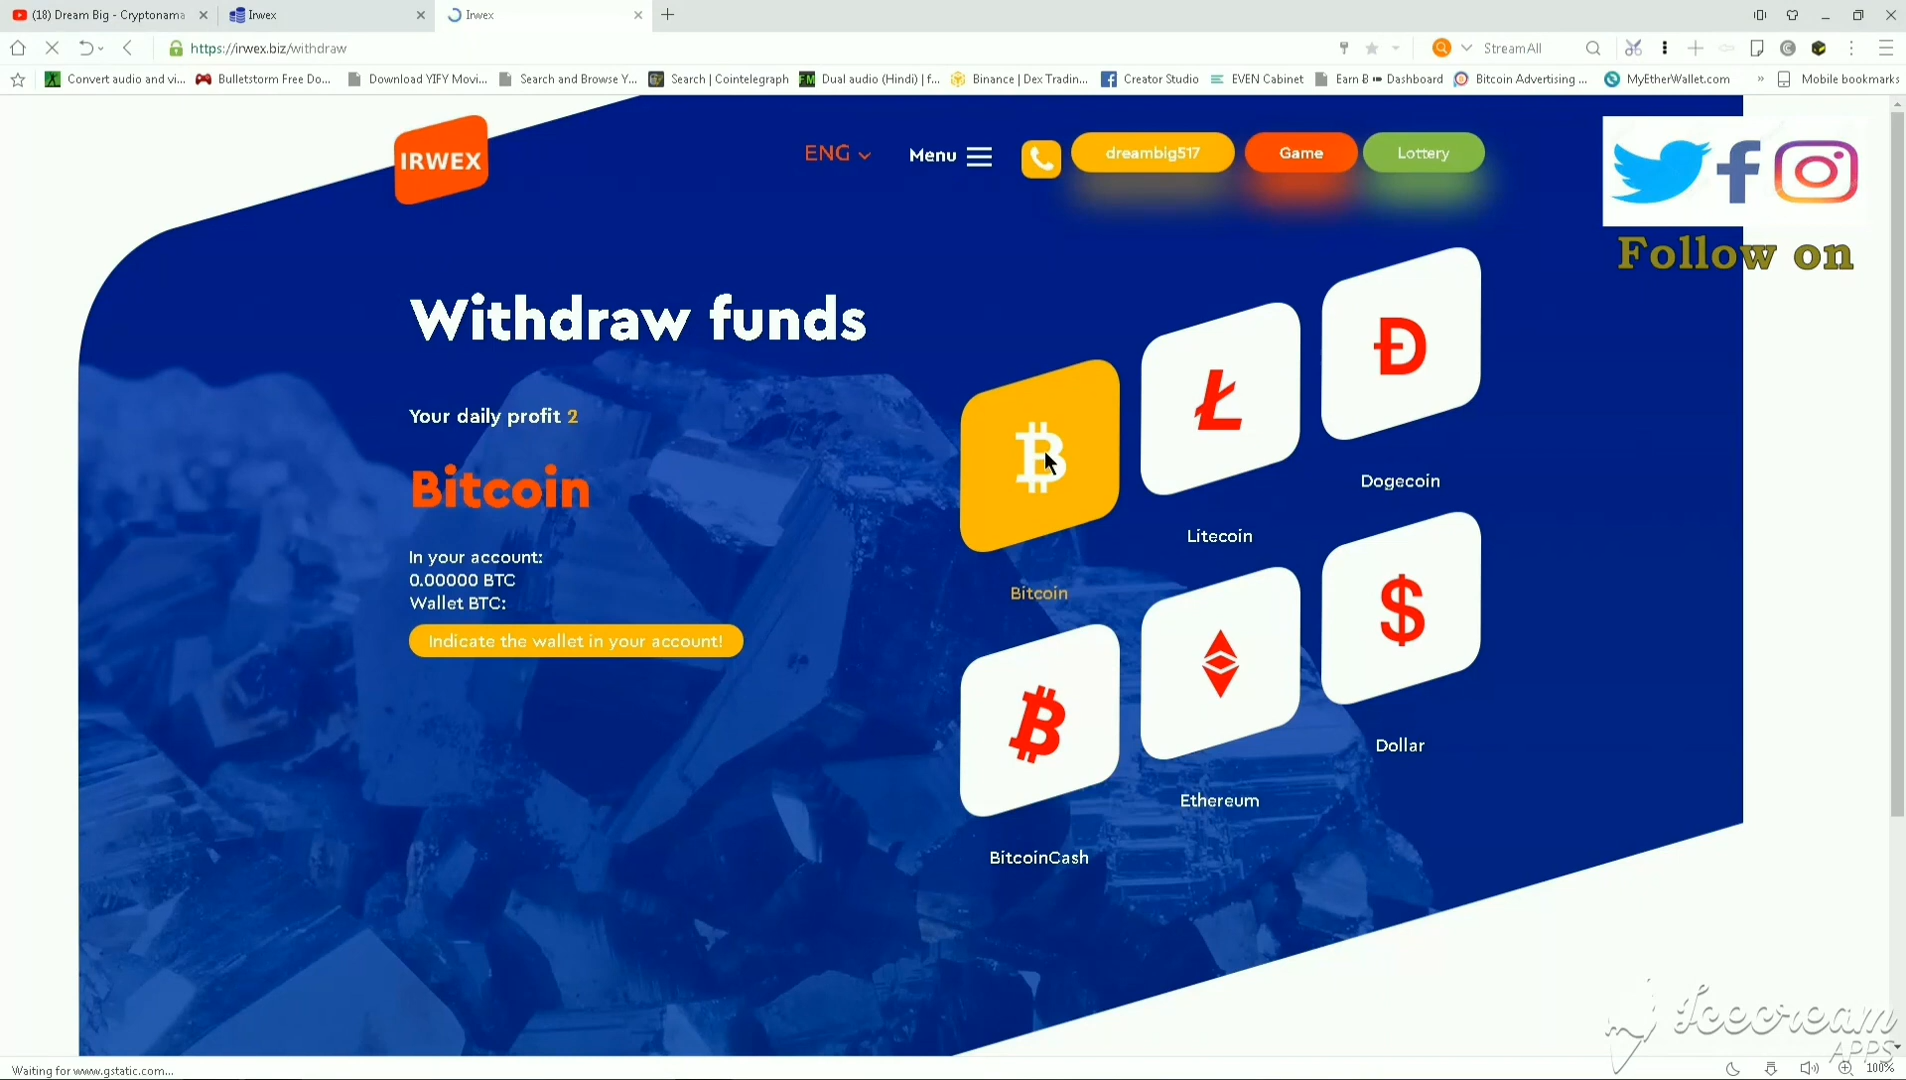 (18) Dream Big - Cryptonama
Irwex
Irwex
https://irwex.biz/withdraw
StreamAll
Convert audio and vi...
Bulletstorm Free Do...
Download YIFY Movi...
Search and Browse Y...
Search | Cointelegraph
Dual audio (Hindi) | f...
Binance | Dex Tradin...
Creator Studio
EVEN Cabinet
Earn Ƀ
Dashboard
Bitcoin Advertising ...
MyEtherWallet.com
»
Mobile bookmarks
IRWEX
ENG
Menu
dreambig517
Game
Lottery
Follow on
Withdraw funds
Your daily profit 2
Bitcoin
In your account:
0.00000 BTC
Wallet BTC:
Indicate the wallet in your account!
Bitcoin
Litecoin
Dogecoin
BitcoinCash
Ethereum
Dollar
Icecream
APPS
Waiting for www.gstatic.com...
100%